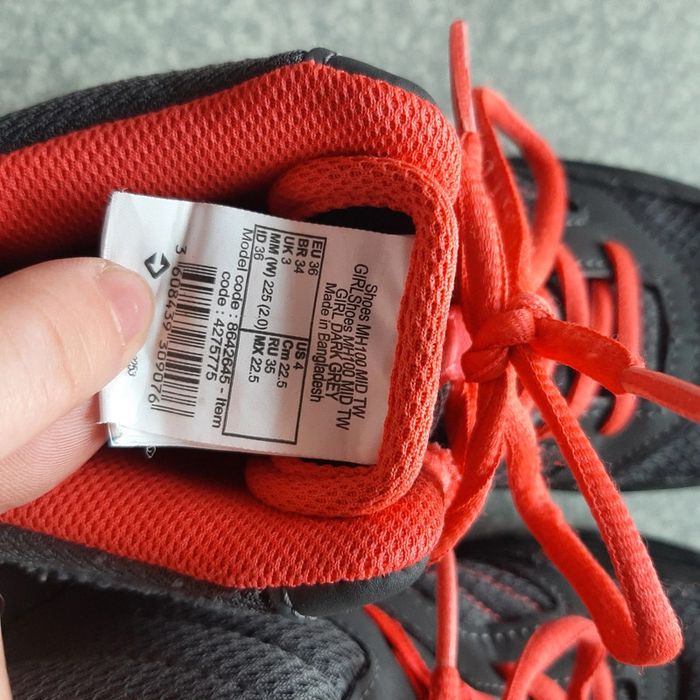 Shoes MH100 MID TW
GIRL Shoes MH100 MID TW
GIRL DARK GREY
Made in Bangladesh
EU 36 US 4
BR 34 Cm 22.5
MM (W) 225 (2.0)
UK 3 RU 35
ID 36 MX 22.5
Model code : 8642645 - Item
code : 4275775
3 608439 309076